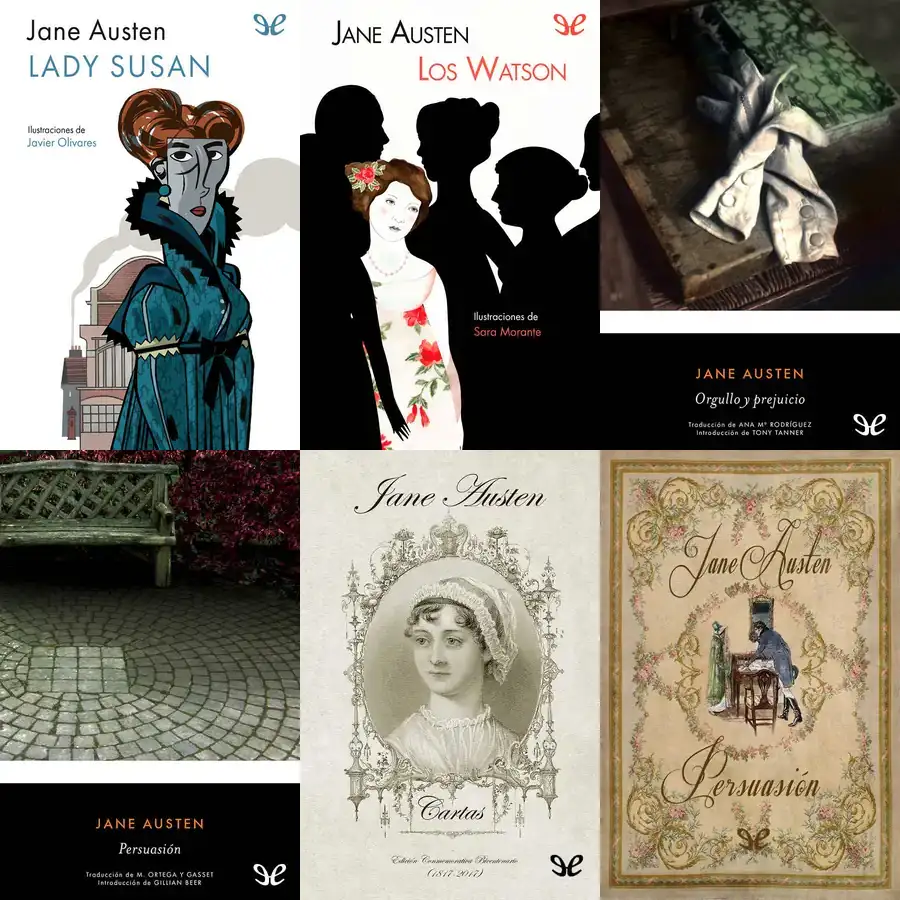 Jane Austen
LADY SUSAN
Ilustraciones de
Javier Olivares
JANE AUSTEN
LOS WATSON
Ilustraciones de
Sara Morante
JANE AUSTEN
Orgullo y prejuicio
Traducción de ANA Mª RODRÍGUEZ
Introducción de TONY TANNER
JANE AUSTEN
Persuasión
Traducción de M. ORTEGA Y GASSET
Introducción de GILLIAN BEER
Jane Austen
Cartas
Edición Conmemorativa Bicentenario
(1817-2017)
Jane Austen
Persuasión